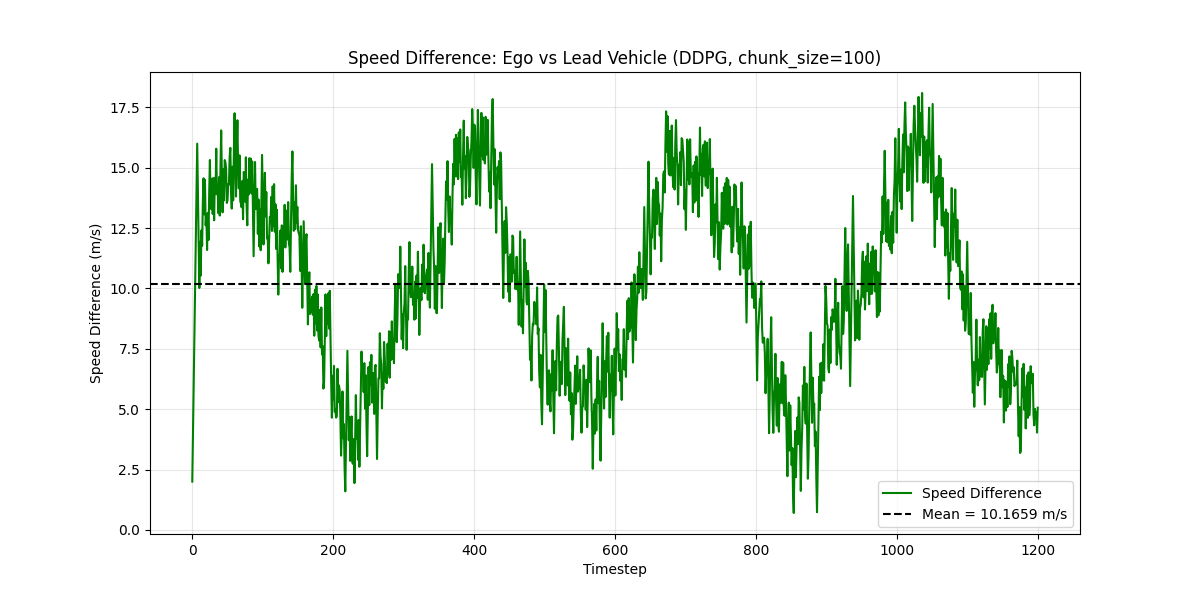 Speed Difference: Ego vs Lead Vehicle (DDPG, chunk_size=100)
Speed Difference (m/s)
17.5
15.0
12.5
10.0
7.5
5.0
2.5
0.0
0 200 400 600 800 1000 1200
Timestep
Speed Difference
Mean = 10.1659 m/s